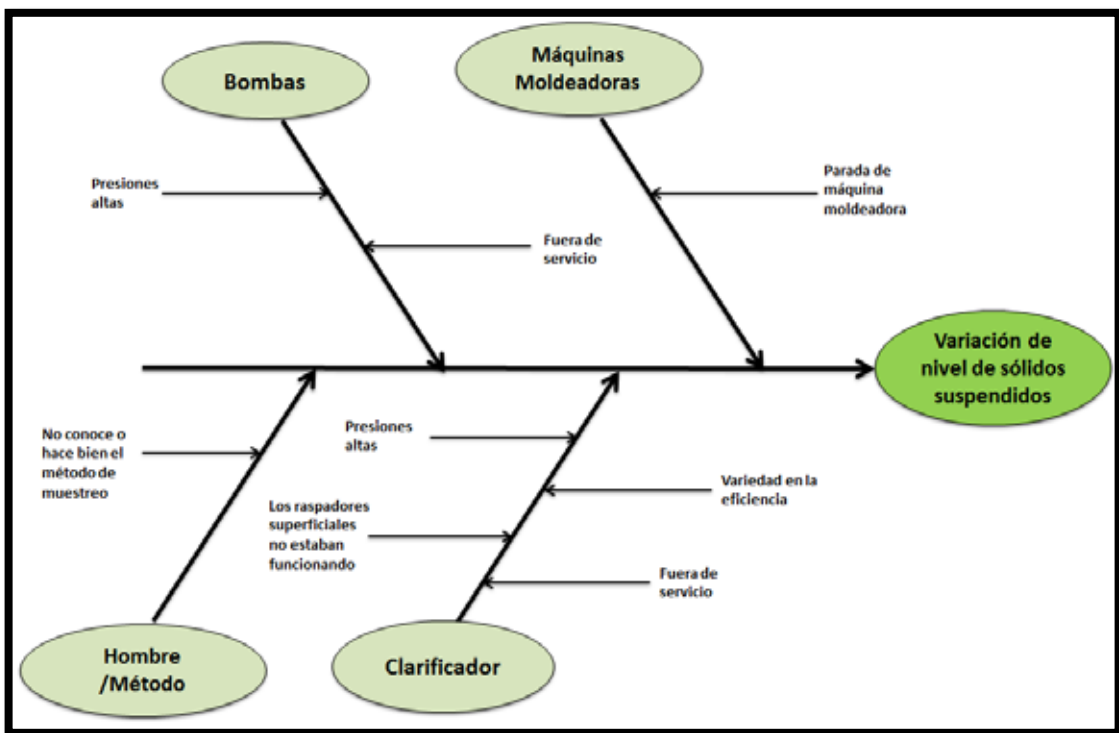 Bombas
Máquinas
Moldeadoras
Presiones
altas
Fuera de
servicio
Parada de
máquina
moldeadora
Variación de
nivel de sólidos
suspendidos
No conoce o
hace bien el
método de
muestreo
Presiones
altas
Variedad en la
eficiencia
Los raspadores
superficiales
no estaban
funcionando
Fuera de
servicio
Hombre
/Método
Clarificador